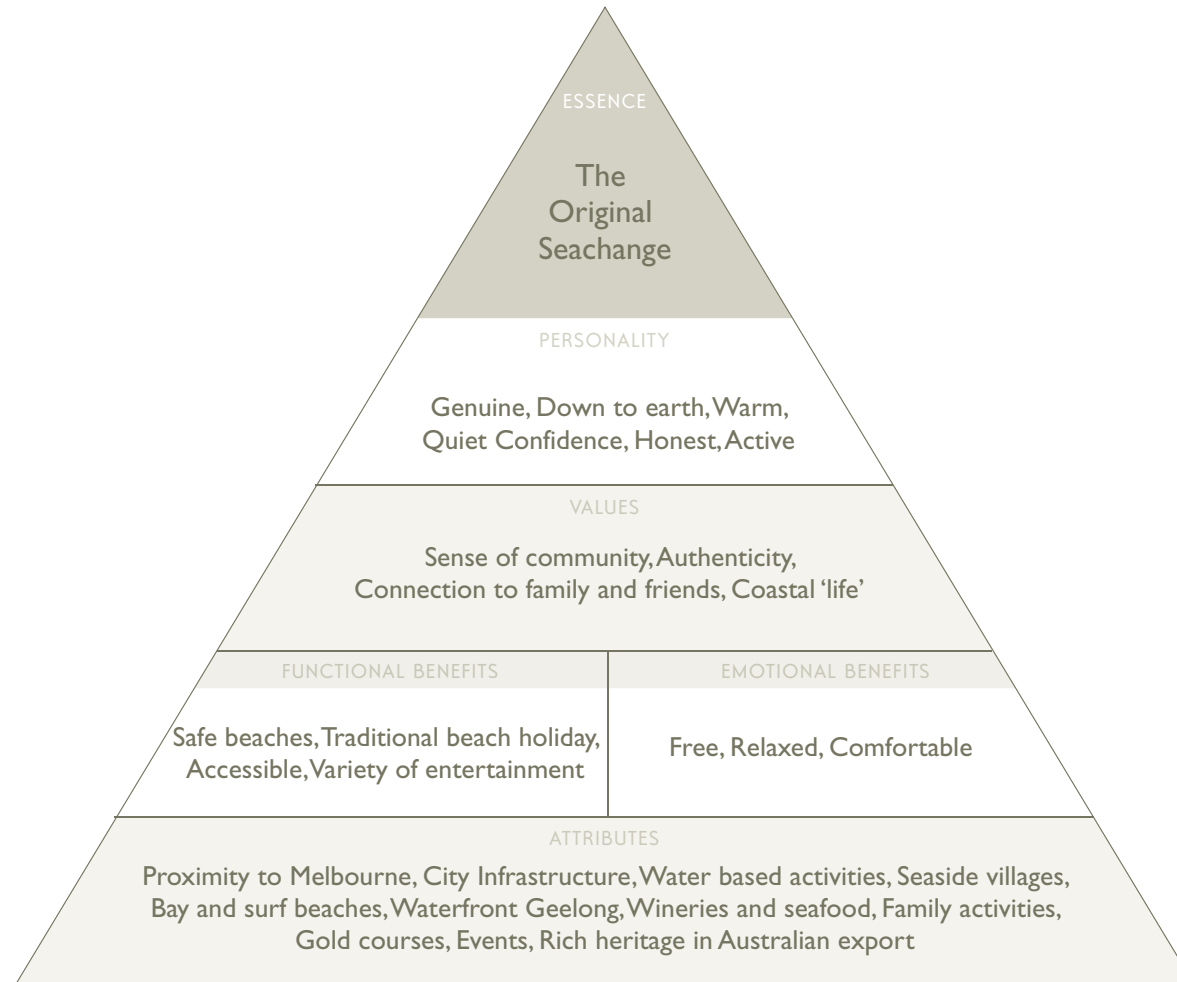 ESSENCE
The
Original
Seachange
PERSONALITY
Genuine, Down to earth, Warm,
Quiet Confidence, Honest, Active
VALUES
Sense of community, Authenticity,
Connection to family and friends, Coastal ‘life’
FUNCTIONAL BENEFITS
Safe beaches, Traditional beach holiday,
Accessible, Variety of entertainment
EMOTIONAL BENEFITS
Free, Relaxed, Comfortable
ATTRIBUTES
Proximity to Melbourne, City Infrastructure, Water based activities, Seaside villages,
Bay and surf beaches, Waterfront Geelong, Wineries and seafood, Family activities,
Gold courses, Events, Rich heritage in Australian export